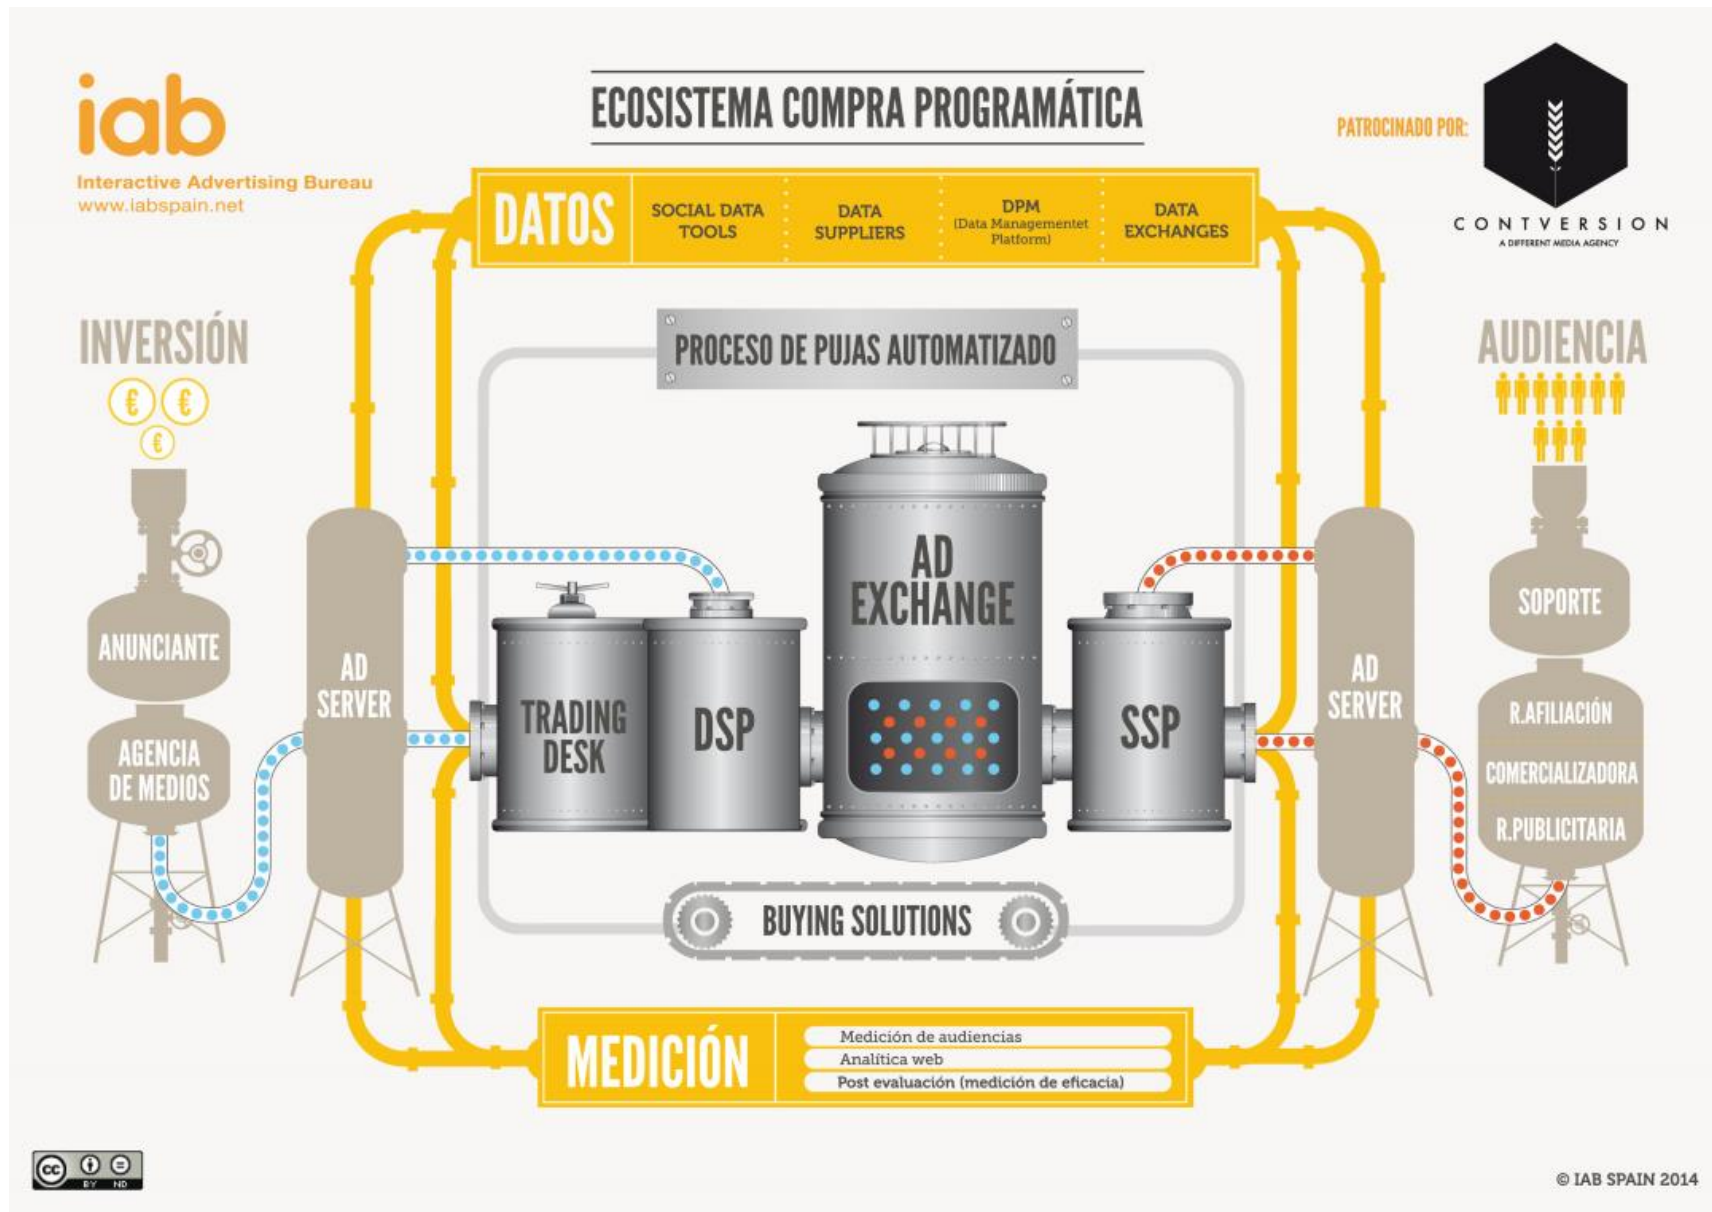 iab
Interactive Advertising Bureau
www.iabspain.net
ECOSISTEMA COMPRA PROGRAMÁTICA
PATROCINADO POR:
CONTVERSION
A DIFFERENT MEDIA AGENCY
DATOS
SOCIAL DATA
TOOLS
DATA
SUPPLIERS
DPM
(Data Managementet
Platform)
DATA
EXCHANGES
INVERSIÓN
€ €
€
PROCESO DE PUJAS AUTOMATIZADO
AUDIENCIA
ANUNCIANTE
AGENCIA
DE MEDIOS
AD
SERVER
TRADING
DESK
DSP
AD
EXCHANGE
SSP
AD
SERVER
SOPORTE
R.AFILIACIÓN
COMERCIALIZADORA
R.PUBLICITARIA
BUYING SOLUTIONS
MEDICIÓN
Medición de audiencias
Analítica web
Post evaluación (medición de eficacia)
cc
BY ND
© IAB SPAIN 2014